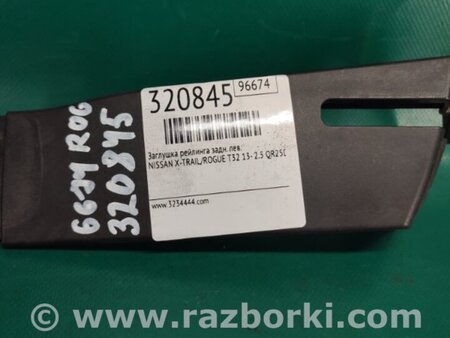 320845
96674
Заглушка рейлинга задн.лев.
NISSAN X-TRAIL/ROGUE T32 13- 2.5 QR25D
www.3234444.com
6674 ROG
320845
© www.razborki.com